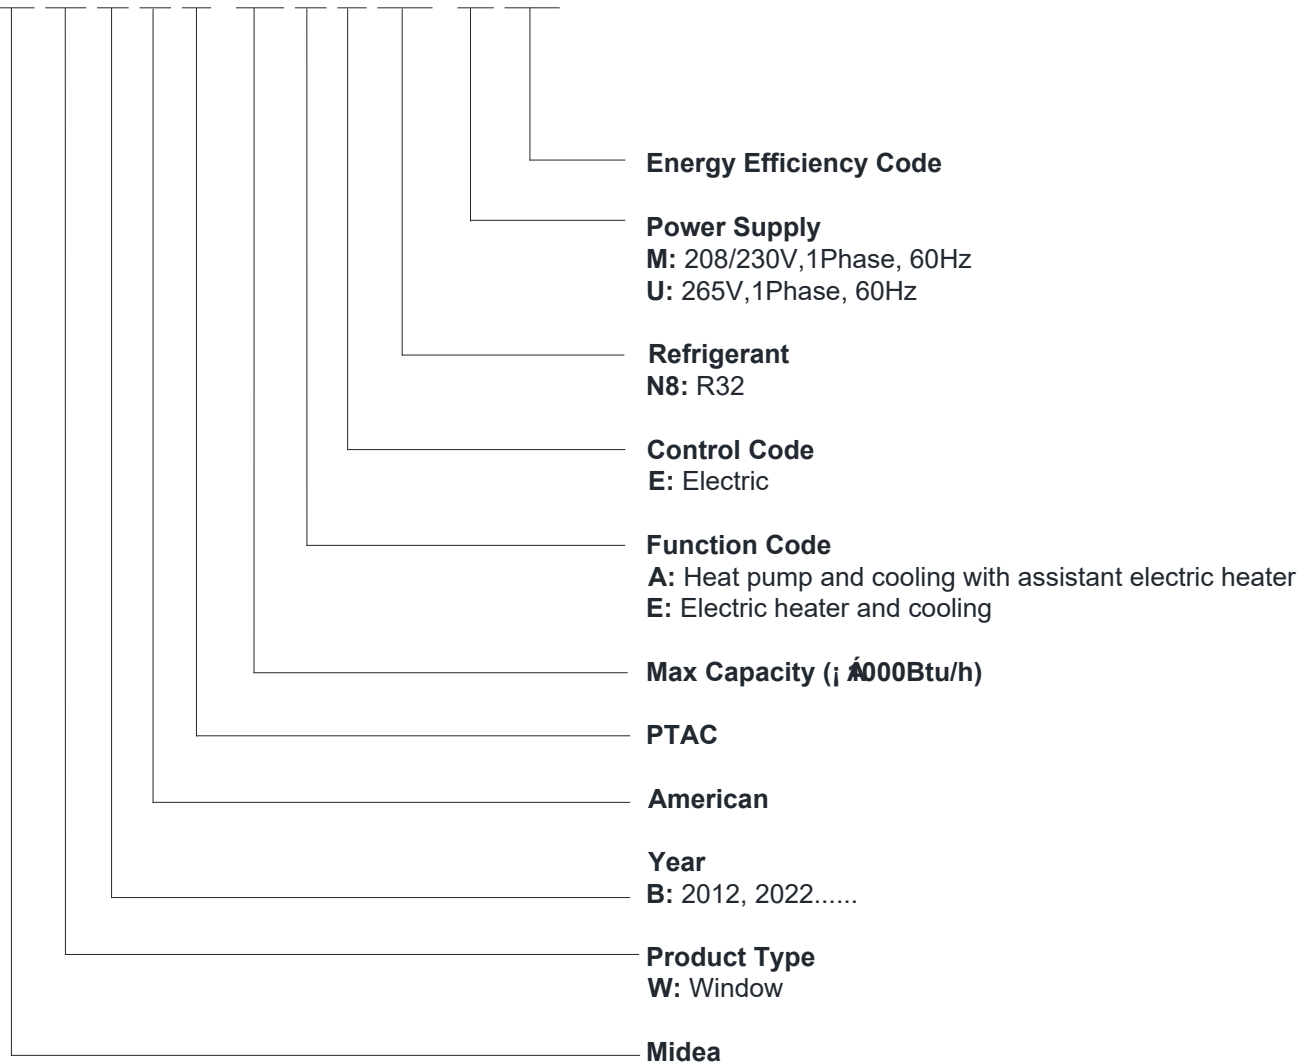 Energy Efficiency Code
Power Supply
M: 208/230V,1Phase, 60Hz
U: 265V,1Phase, 60Hz
Refrigerant
N8: R32
Control Code
E: Electric
Function Code
A: Heat pump and cooling with assistant electric heater
E: Electric heater and cooling
Max Capacity (000Btu/h)
PTAC
American
Year
B: 2012, 2022......
Product Type
W: Window
Midea